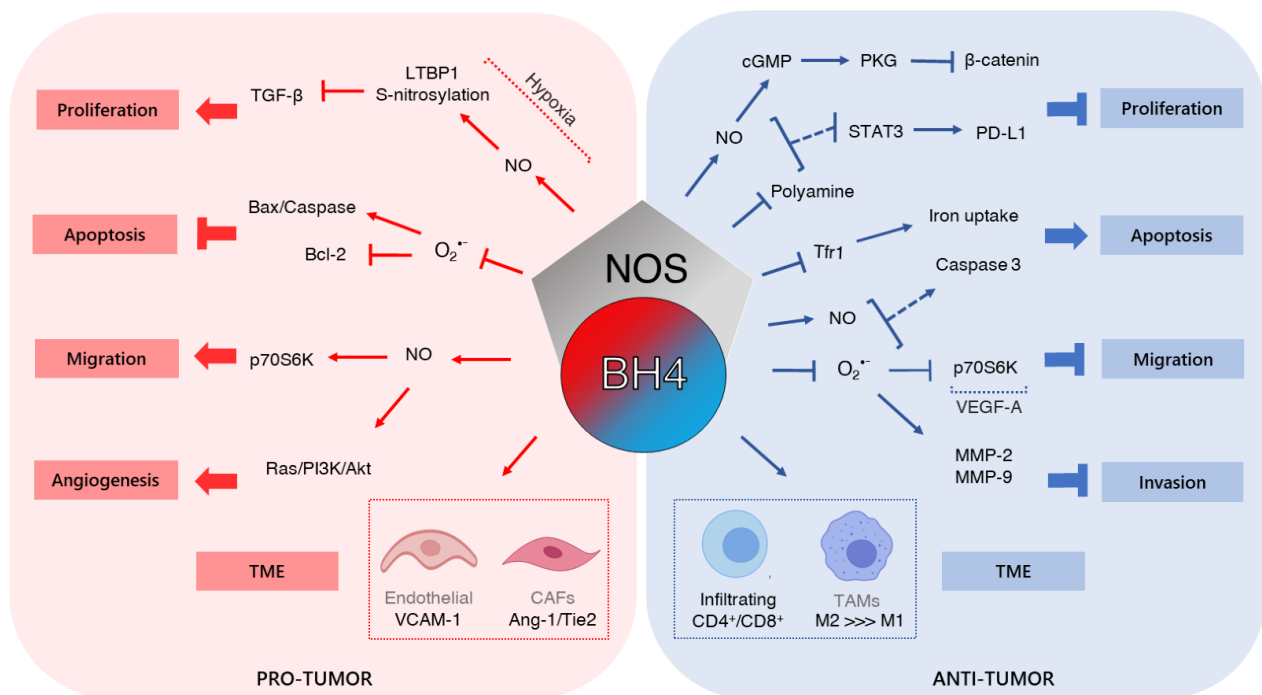 Proliferation
TGF-β
LTBP1
S-nitrosylation
Hypoxia
NO
Apoptosis
Bax/Caspase
Bcl-2
O₂•⁻
Migration
p70S6K
NO
Angiogenesis
Ras/PI3K/Akt
TME
Endothelial
VCAM-1
CAFs
Ang-1/Tie2
PRO-TUMOR
NOS
BH4
cGMP
PKG
β-catenin
NO
STAT3
PD-L1
Polyamine
Proliferation
Tfr1
Iron uptake
Caspase 3
Apoptosis
NO
O₂•⁻
p70S6K
VEGF-A
Migration
MMP-2
MMP-9
Invasion
Infiltrating
CD4⁺/CD8⁺
TAMs
M2 >>> M1
TME
ANTI-TUMOR